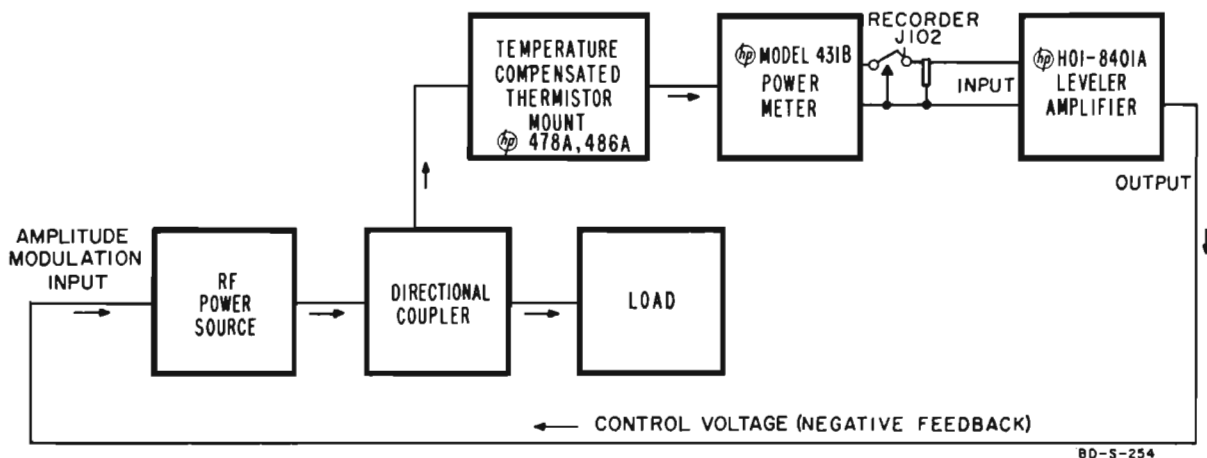 TEMPERATURE
COMPENSATED
THERMISTOR
MOUNT
hp 478A, 486A
hp MODEL 431B
POWER
METER
RECORDER
J102
INPUT
hp H01-8401A
LEVELER
AMPLIFIER
OUTPUT
AMPLITUDE
MODULATION
INPUT
RF
POWER
SOURCE
DIRECTIONAL
COUPLER
LOAD
CONTROL VOLTAGE (NEGATIVE FEEDBACK)
BD-S-254